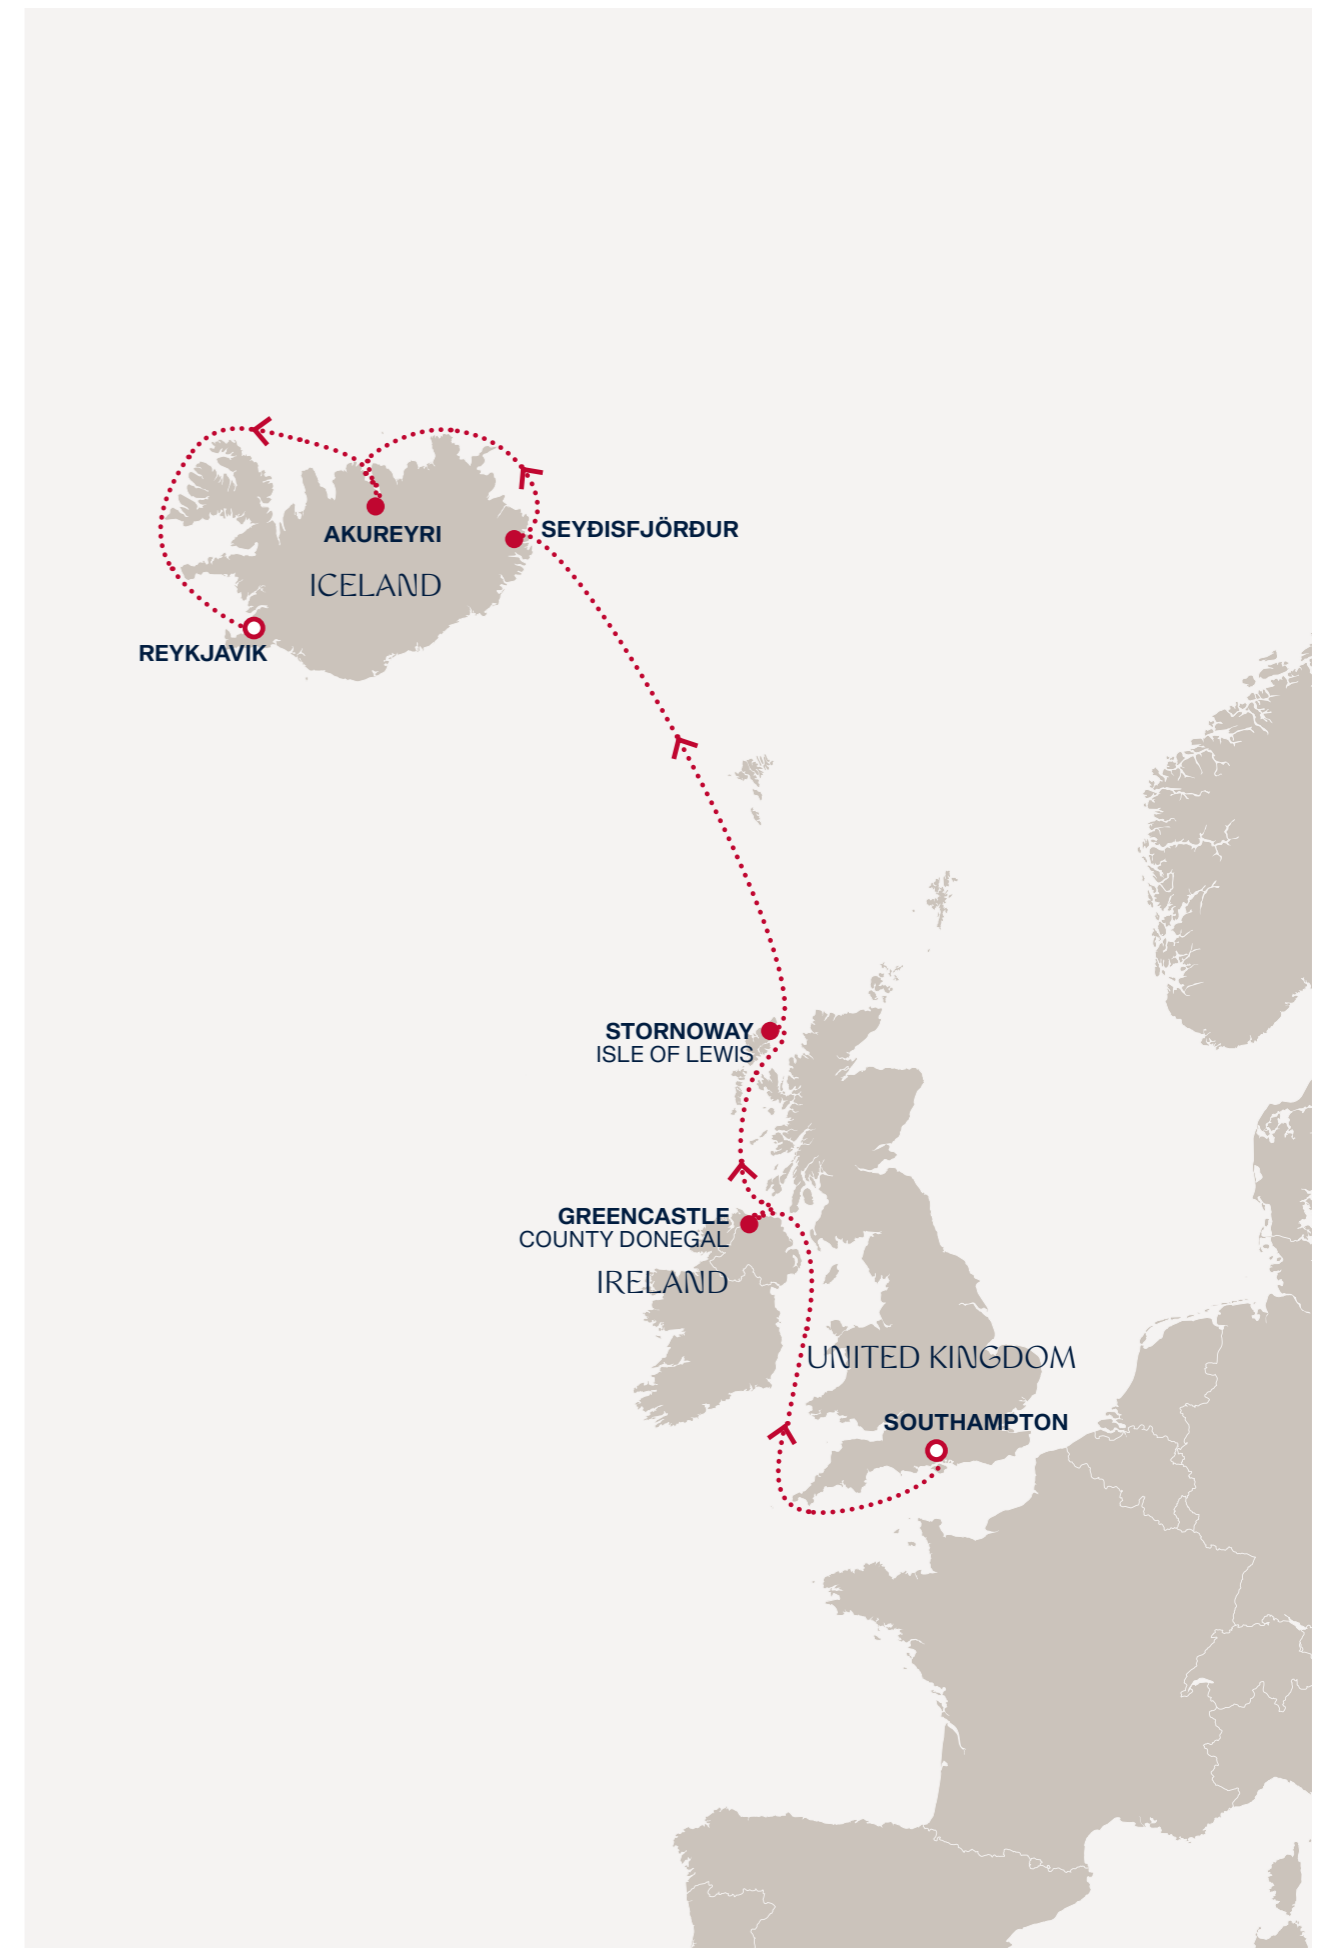 AKUREYRI
SEYÐISFJÖRÐUR
ICELAND
REYKJAVIK
STORNOWAY
ISLE OF LEWIS
GREENCASTLE
COUNTY DONEGAL
IRELAND
UNITED KINGDOM
SOUTHAMPTON